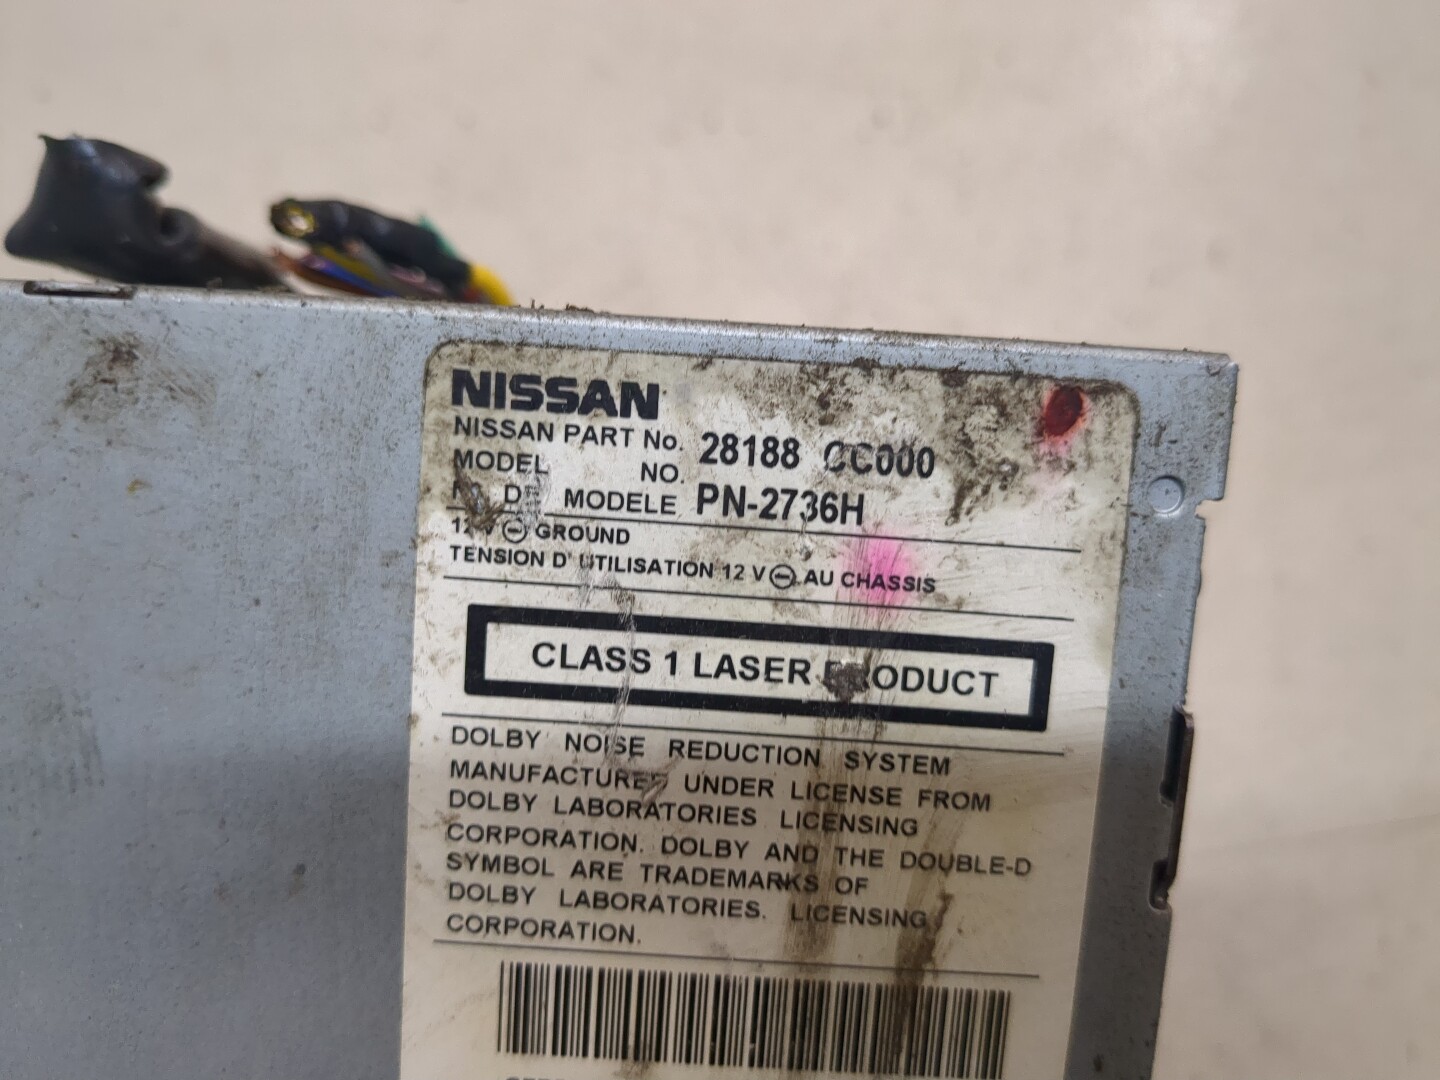 NISSAN
NISSAN PART No. 28188 CC000
MODEL NO.
No. DE MODELE PN-2736H
12 V ⊖ GROUND
TENSION D' UTILISATION 12 V ⊖ AU CHASSIS
CLASS 1 LASER PRODUCT
DOLBY NOISE REDUCTION SYSTEM
MANUFACTURED UNDER LICENSE FROM
DOLBY LABORATORIES LICENSING
CORPORATION. DOLBY AND THE DOUBLE-D
SYMBOL ARE TRADEMARKS OF
DOLBY LABORATORIES. LICENSING
CORPORATION.